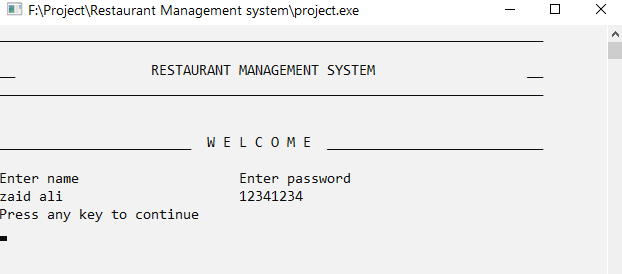 F:\Project\Restaurant Management system\project.exe
RESTAURANT MANAGEMENT SYSTEM
W E L C O M E
Enter name Enter password
zaid ali 12341234
Press any key to continue